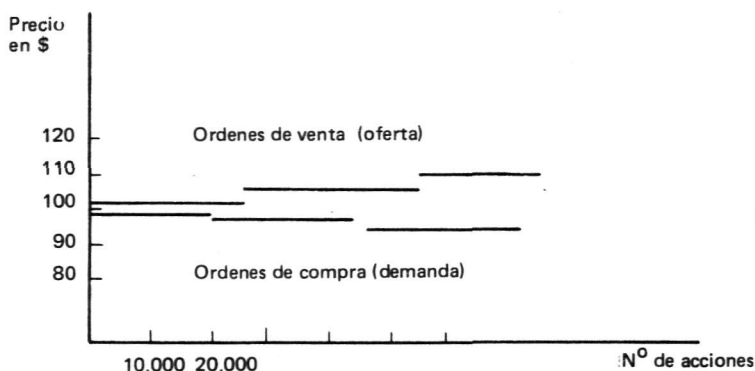 Precio
en $
120
Ordenes de venta (oferta)
110
100
90
80
Ordenes de compra (demanda)
10.000 20.000
Nº de acciones